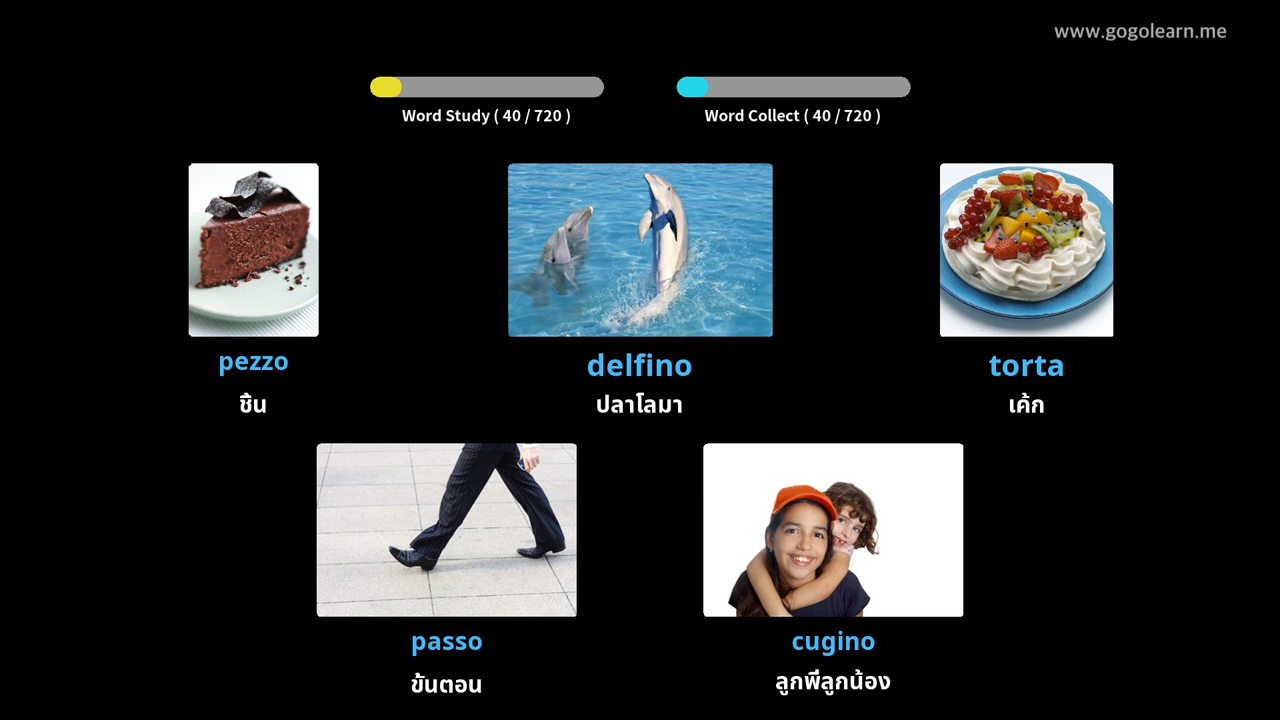 www.gogolearn.me
Word Study ( 40 / 720 )
Word Collect ( 40 / 720 )
pezzo
ชิ้น
delfino
ปลาโลมา
torta
เค้ก
passo
ขั้นตอน
cugino
ลูกพี่ลูกน้อง